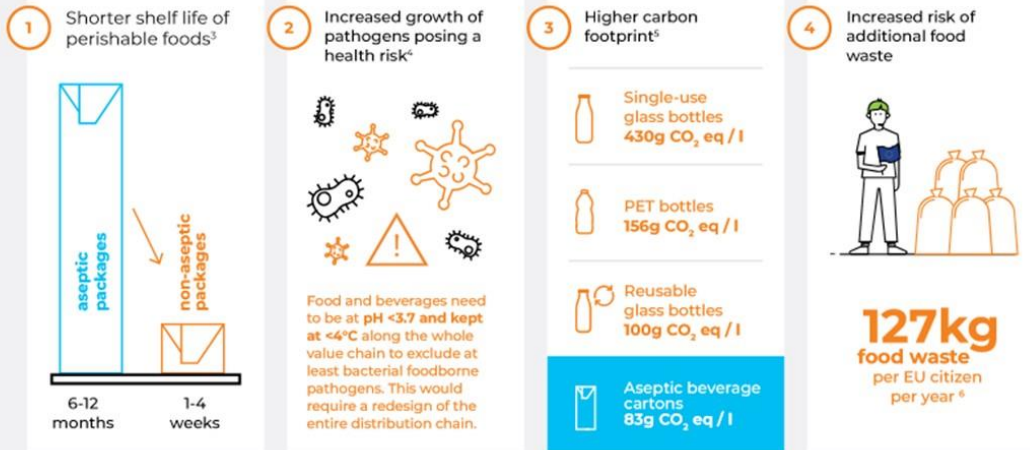 1
Shorter shelf life of
perishable foods³
aseptic
packages
non-aseptic
packages
6-12
months
1-4
weeks
2
Increased growth of
pathogens posing a
health risk⁴
!
Food and beverages need
to be at pH <3.7 and kept
at <4°C along the whole
value chain to exclude at
least bacterial foodborne
pathogens. This would
require a redesign of the
entire distribution chain.
3
Higher carbon
footprint⁵
Single-use
glass bottles
430g CO₂ eq / l
PET bottles
156g CO₂ eq / l
Reusable
glass bottles
100g CO₂ eq / l
Aseptic beverage
cartons
83g CO₂ eq / l
4
Increased risk of
additional food
waste
127kg
food waste
per EU citizen
per year ⁶